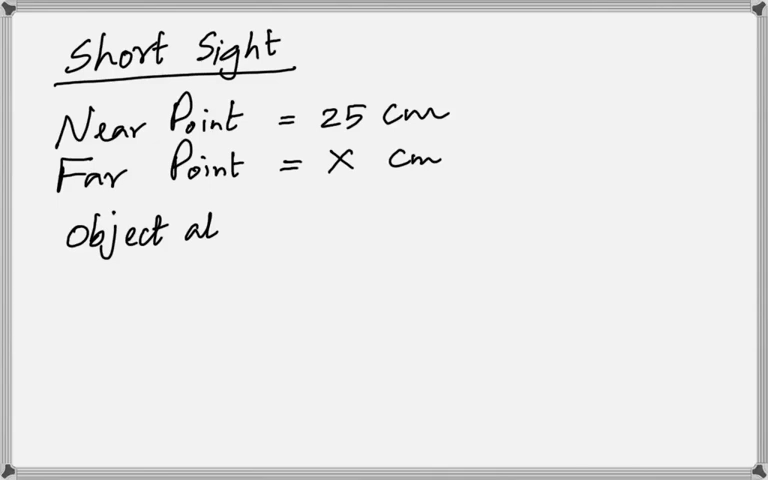 Short Sight
Near Point = 25 cm
Far Point = x cm
Object al